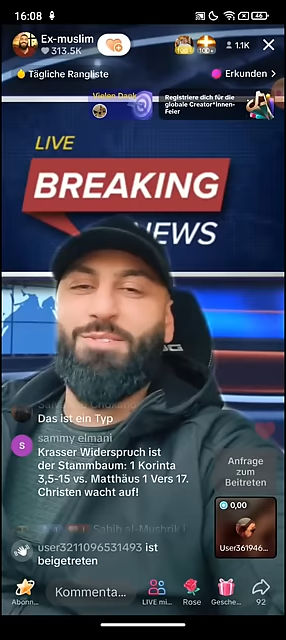 16:08
46
Ex-muslim
313.5K
100+
1.1K
Tägliche Rangliste
Erkunden >
Vielen Dank
Registriere dich für die
globale Creator*innen-
Feier
LIVE
BREAKING
NEWS
Das ist ein Typ
S
sammy elmani
Krasser Widerspruch ist
der Stammbaum: 1 Korinta
3,5-15 vs. Matthäus 1 Vers 17.
Christen wacht auf!
Anfrage
zum
Beitreten
0,00
User361946...
user3211096531493 ist
beigetreten
Abonn...
Kommenta...
LIVE mi...
Rose
Gesche...
92